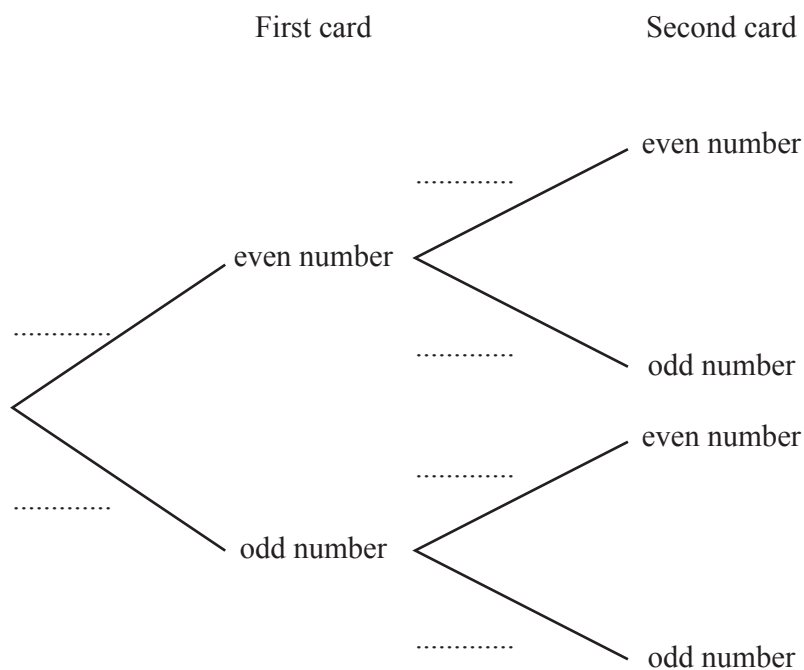 First card Second card
even number
............
even number
............
............
odd number
even number
............
............
odd number
............
odd number